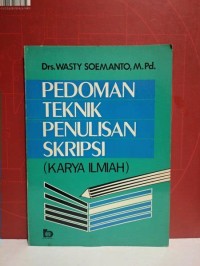 Drs. WASTY SOEMANTO, M. Pd.
PEDOMAN
TEKNIK
PENULISAN
SKRIPSI
(KARYA ILMIAH)